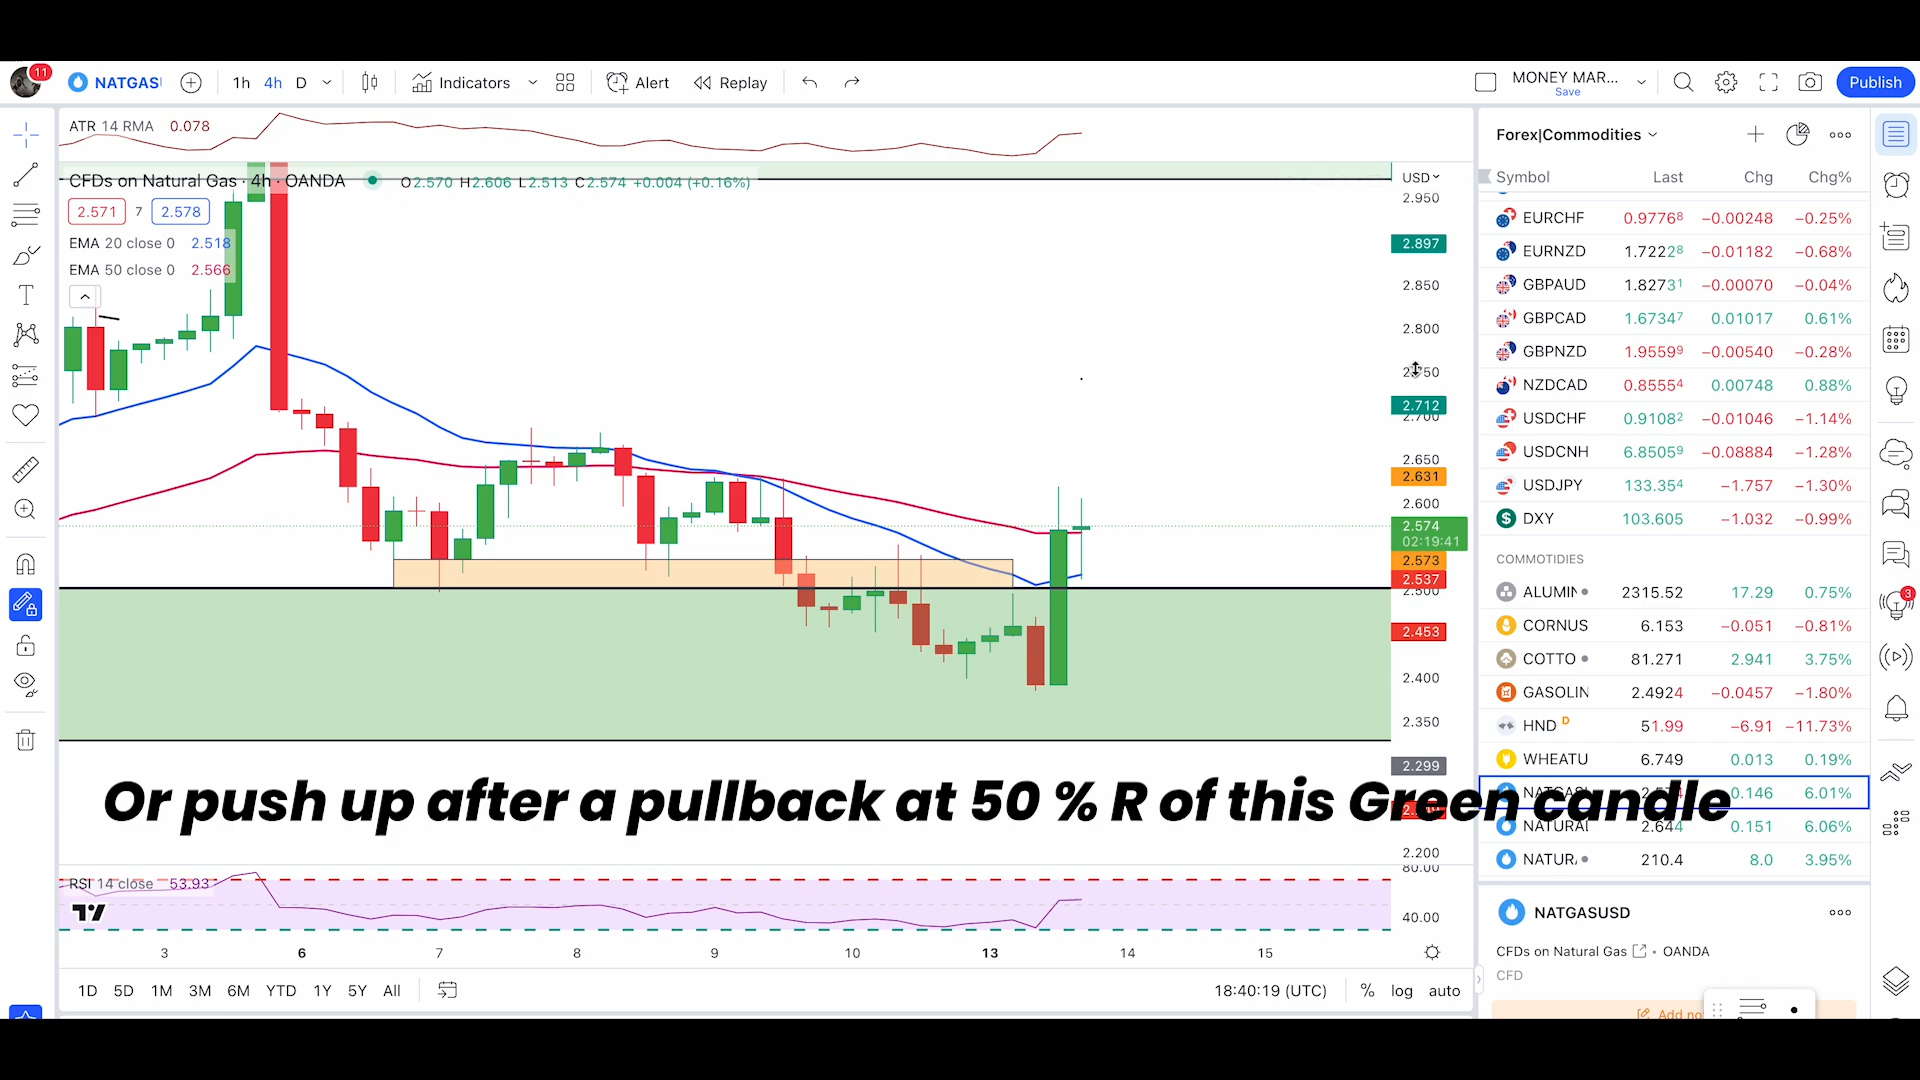 11
NATGAS
1h 4h D
Indicators
Alert
Replay
MONEY MAR...
Save
Publish
ATR 14 RMA 0.078
CFDs on Natural Gas · 4h · OANDA O2.570 H2.606 L2.513 C2.574 +0.004 (+0.16%)
2.571 7 2.578
EMA 20 close 0 2.518
EMA 50 close 0 2.566
USD
2.950
2.897
2.850
2.800
2.712
2.700
2.650
2.631
2.600
2.574
02:19:41
2.573
2.537
2.500
2.453
2.400
2.350
2.299
2.200
Or push up after a pullback at 50 % R of this Green candle
RSI 14 close 53.93
80.00
40.00
3 6 7 8 9 10 13 14 15
1D 5D 1M 3M 6M YTD 1Y 5Y All
18:40:19 (UTC) % log auto
Forex|Commodities
Symbol Last Chg Chg%
EURCHF 0.97768 −0.00248 −0.25%
EURNZD 1.72228 −0.01182 −0.68%
GBPAUD 1.82731 −0.00070 −0.04%
GBPCAD 1.67347 0.01017 0.61%
GBPNZD 1.95599 −0.00540 −0.28%
NZDCAD 0.85554 0.00748 0.88%
USDCHF 0.91082 −0.01046 −1.14%
USDCNH 6.85059 −0.08884 −1.28%
USDJPY 133.354 −1.757 −1.30%
DXY 103.605 −1.032 −0.99%
COMMOTIDIES
ALUMIN 2315.52 17.29 0.75%
CORNUS 6.153 −0.051 −0.81%
COTTO 81.271 2.941 3.75%
GASOLIN 2.4924 −0.0457 −1.80%
HND D 51.99 −6.91 −11.73%
WHEATU 6.749 0.013 0.19%
0.146 6.01%
NATURAL 2.644 0.151 6.06%
NATUR 210.4 8.0 3.95%
NATGASUSD
CFDs on Natural Gas • OANDA
CFD
Add no
3